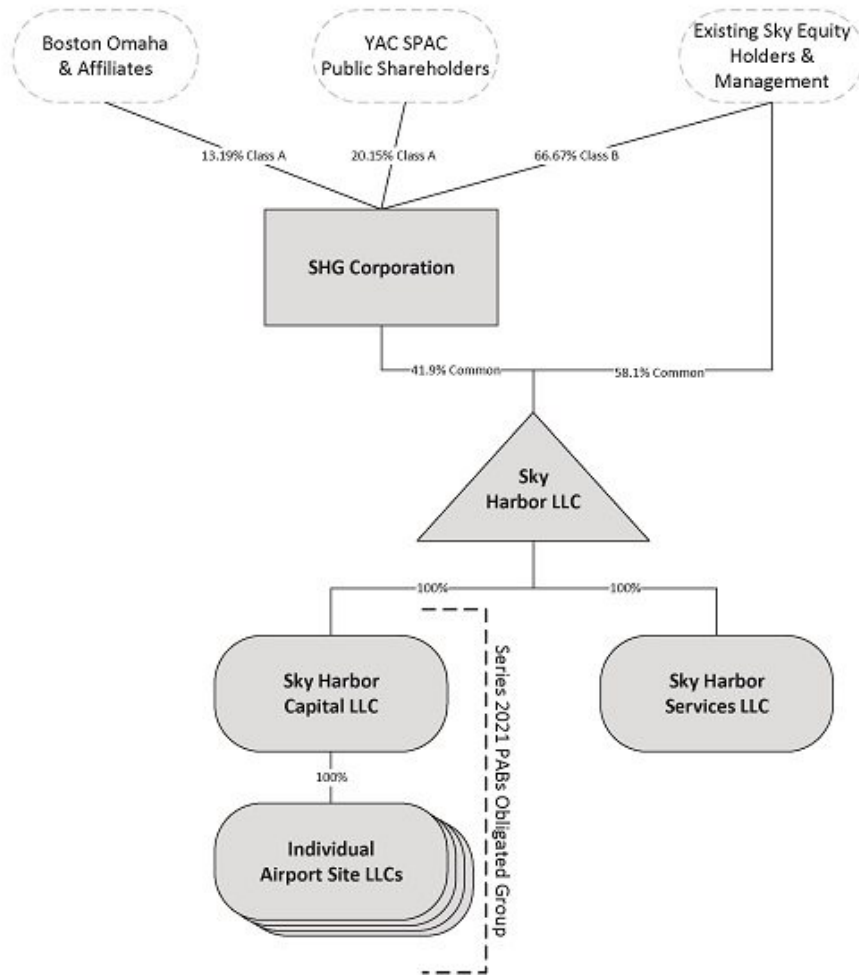 Boston Omaha
& Affiliates
YAC SPAC
Public Shareholders
Existing Sky Equity
Holders &
Management
13.19% Class A
20.15% Class A
66.67% Class B
SHG Corporation
41.9% Common
58.1% Common
Sky
Harbor LLC
100%
100%
Sky Harbor
Capital LLC
Sky Harbor
Services LLC
Series 2021 PABs Obligated Group
100%
Individual
Airport Site LLCs